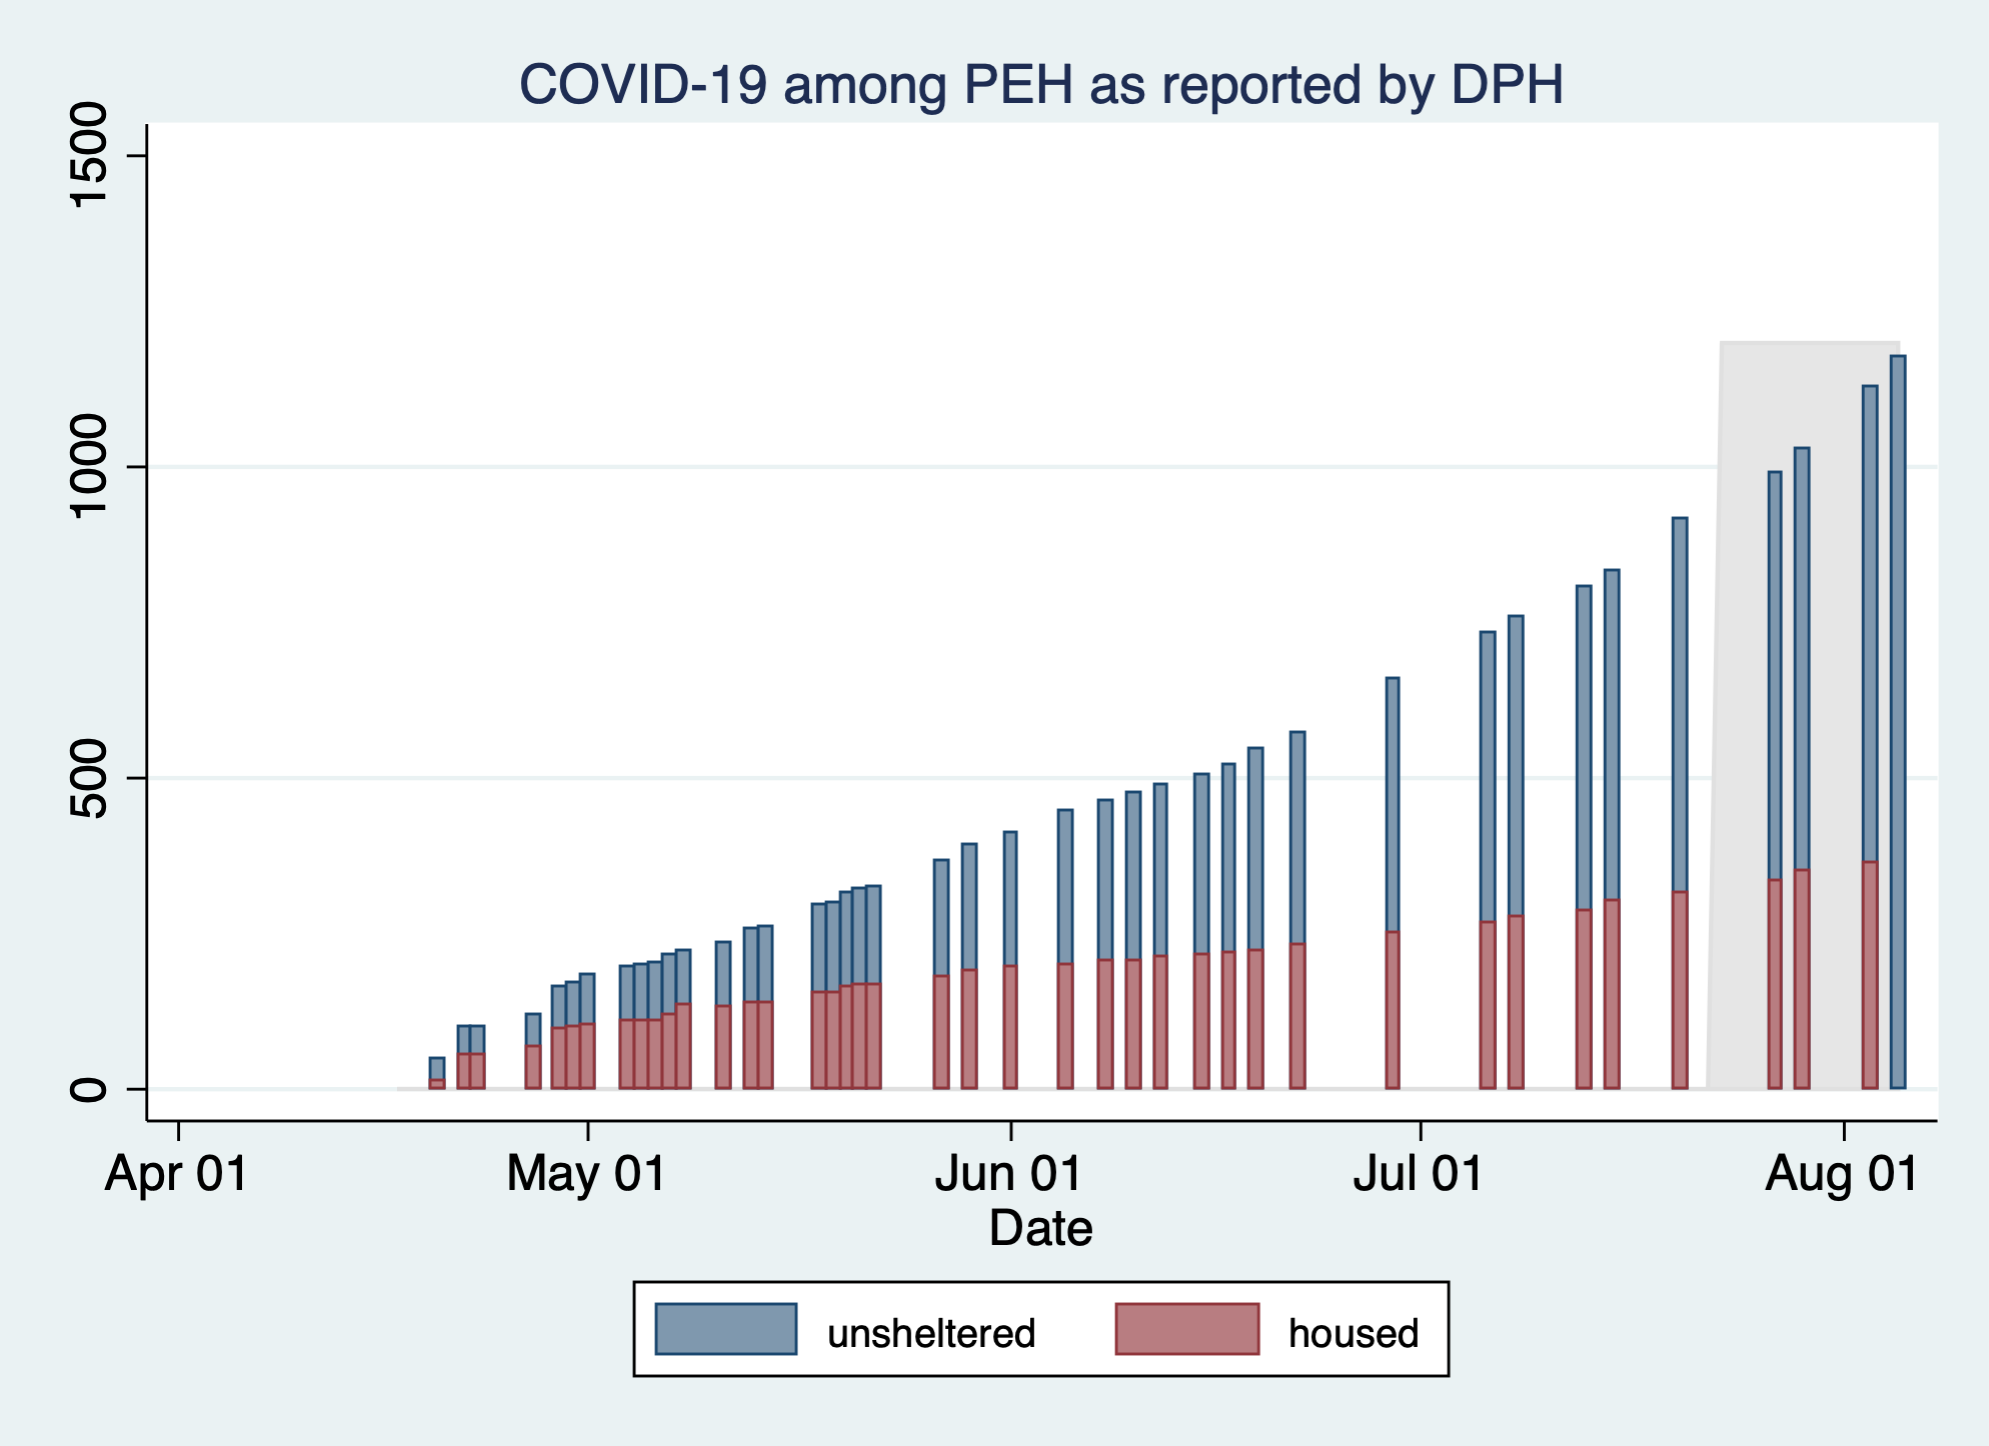 COVID-19 among PEH as reported by DPH
1500
1000
500
0
Apr 01 May 01 Jun 01 Jul 01 Aug 01
Date
unsheltered housed